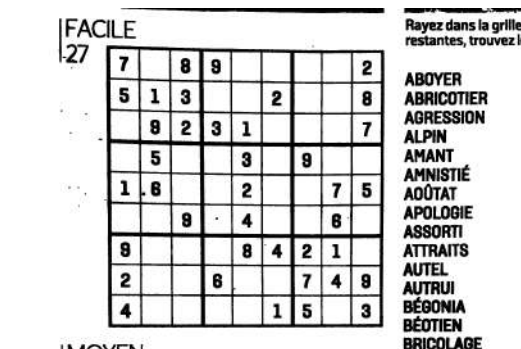 FACILE
27
7 8 9 2
5 1 3 2 8
9 2 3 1 7
5 3 9
1 6 2 7 5
9 4 6
9 8 4 2 1
2 6 7 4 9
4 1 5 3
Rayez dans la grille
restantes, trouvez
ABOYER
ABRICOTIER
AGRESSION
ALPIN
AMANT
AMNISTIÉ
AOÛTAT
APOLOGIE
ASSORTI
ATTRAITS
AUTEL
AUTRUI
BÉGONIA
BÉOTIEN
BRICOLAGE
MOYEN